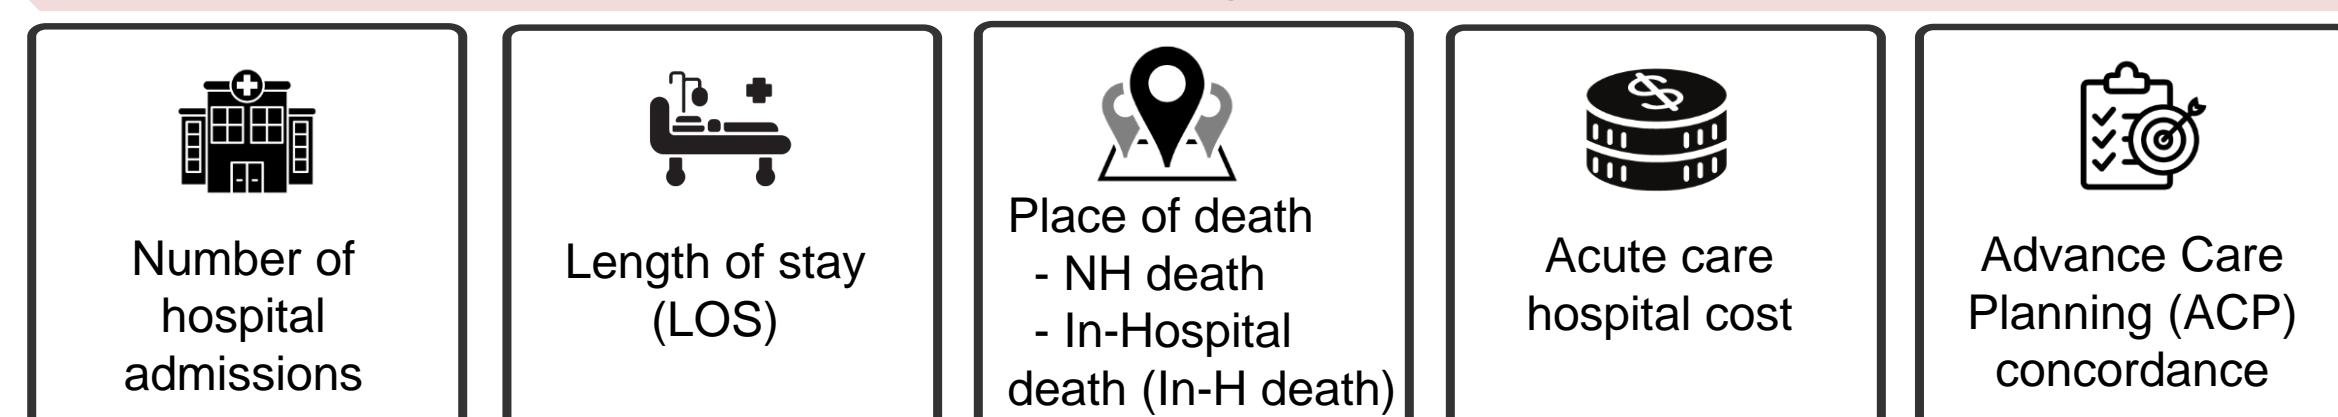 Number of
hospital
admissions
Length of stay
(LOS)
Place of death
- NH death
- In-Hospital
death (In-H death)
Acute care
hospital cost
Advance Care
Planning (ACP)
concordance